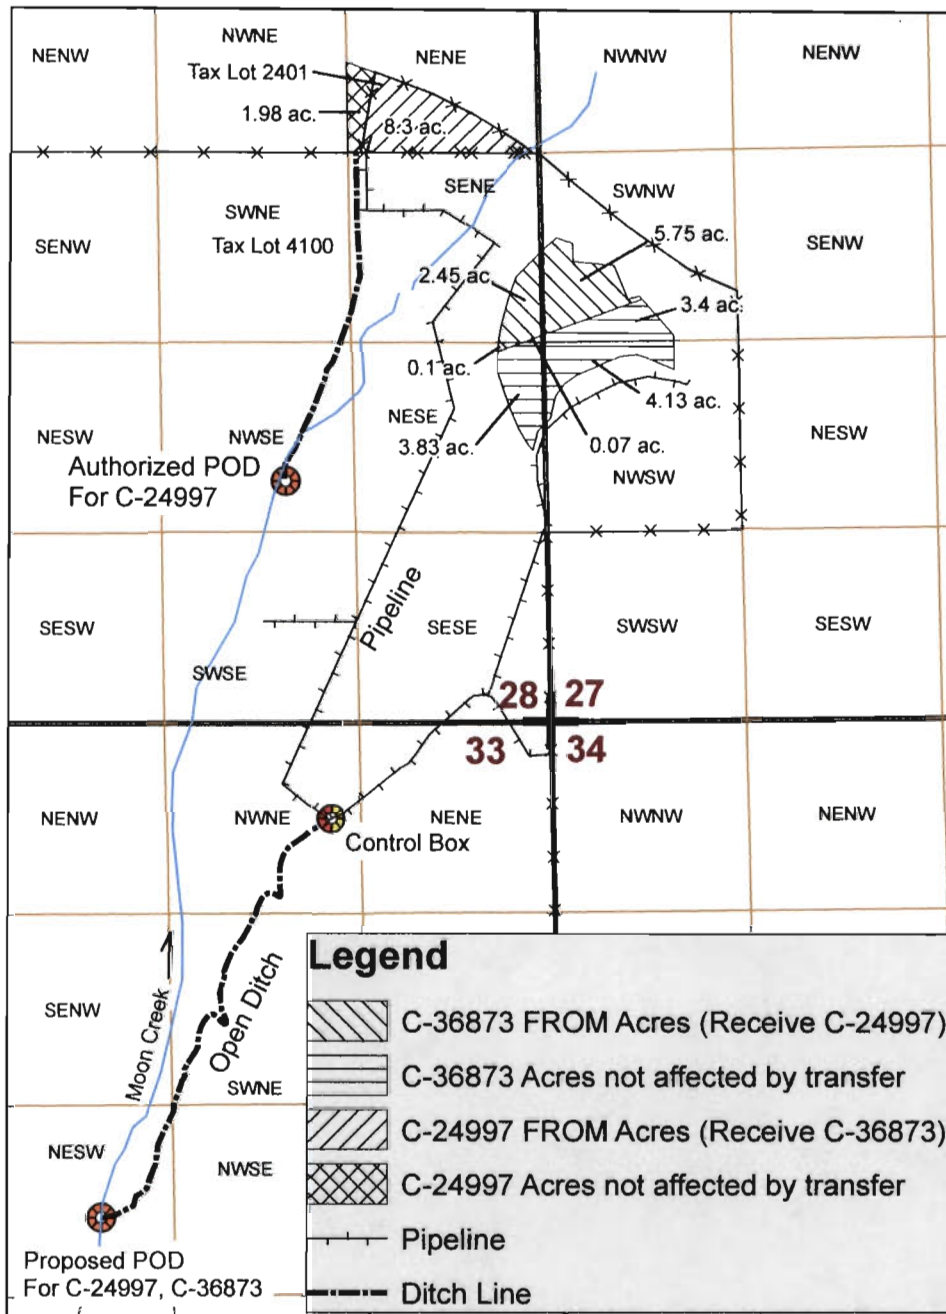 NENW
NWNE
NENE
NWNW
NENW
Tax Lot 2401
1.98 ac.
8.3 ac.
SENE
SWNW
SWNE
SENW
Tax Lot 4100
SENW
5.75 ac.
2.45 ac.
3.4 ac.
0.1 ac.
4.13 ac.
NESE
NESW
NWSE
3.83 ac.
0.07 ac.
NESW
NWSW
Authorized POD
For C-24997
Pipeline
SESW
SESE
SWSW
SESW
SWSE
28
27
33
34
NENW
NWNE
NENE
NWNW
NENW
Control Box
Legend
C-36873 FROM Acres (Receive C-24997)
C-36873 Acres not affected by transfer
C-24997 FROM Acres (Receive C-36873)
C-24997 Acres not affected by transfer
Pipeline
Ditch Line
SENW
Moon Creek
Open Ditch
SWNE
NESW
NWSE
Proposed POD
For C-24997, C-36873